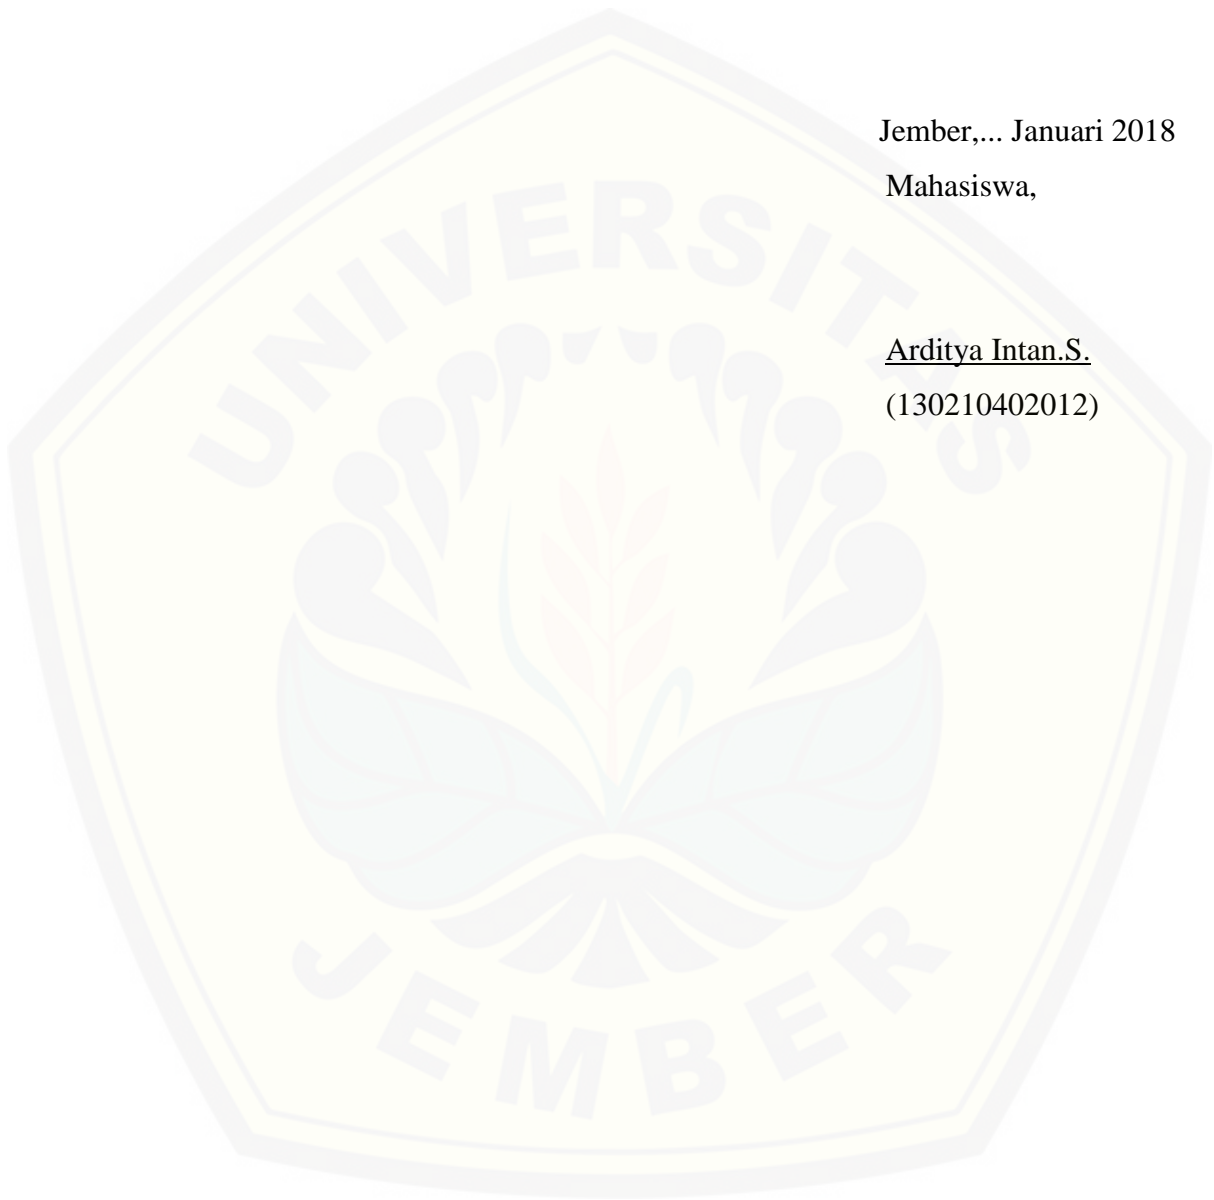 Jember,... Januari 2018
Mahasiswa,
UNIVERSITAS
Arditya Intan.S.
(130210402012)
JEMBER